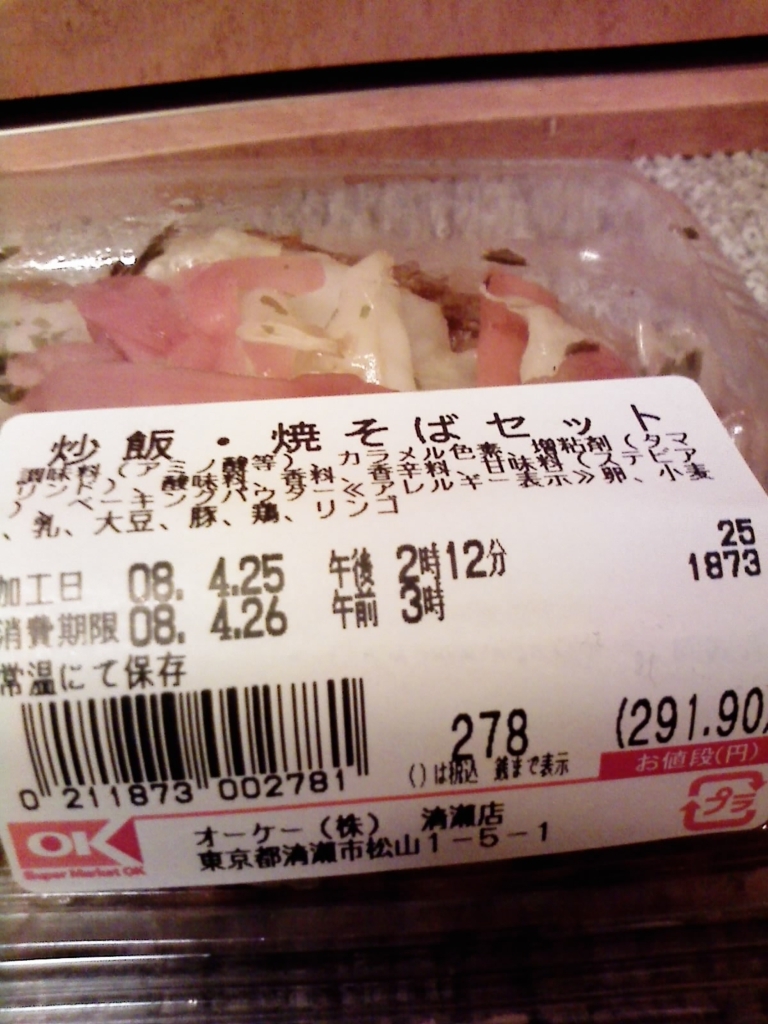 炒飯・焼そばセット
調味料(アミノ酸等)、カラメル色素、増粘剤(タマ
リンド)、酸味料、香料、香辛料、甘味料(ステビア
)、ベーキングパウダー≪アレルギー表示≫卵、小麦
、乳、大豆、豚、鶏、リンゴ
25
1873
加工日 08. 4.25 午後 2時12分
消費期限 08. 4.26 午前 3時
常温にて保存
278 (291.90)
()は税込 銭まで表示 お値段(円)
0 211873 002781
プラ
OK オーケー(株) 清瀬店
Super Market OK 東京都清瀬市松山1-5-1